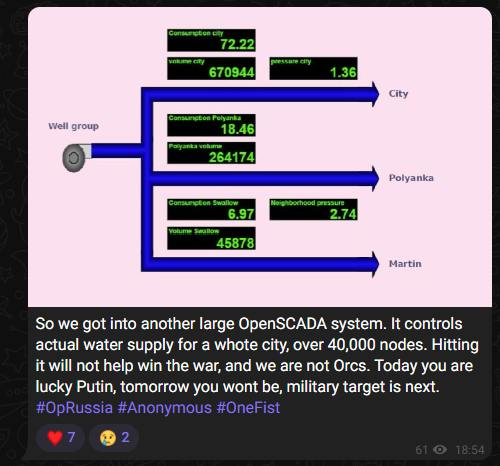 Consumption city
72.22
volume city
670944
pressure city
1.36
City
Well group
Consumption Polyanka
18.46
Polyanka volume
264174
Polyanka
Consumption Swallow
6.97
Neighborhood pressure
2.74
Volume Swallow
45878
Martin
So we got into another large OpenSCADA system. It controls
actual water supply for a whote city, over 40,000 nodes. Hitting
it will not help win the war, and we are not Orcs. Today you are
lucky Putin, tomorrow you wont be, military target is next.
#OpRussia #Anonymous #OneFist
7
2
61 18:54